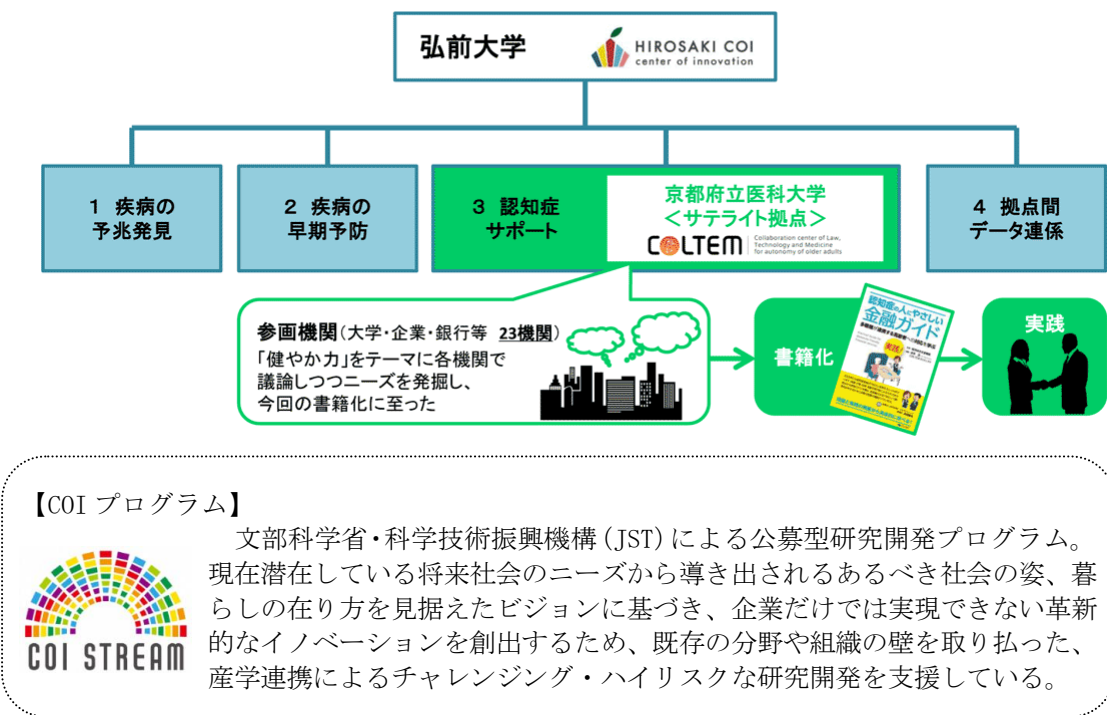 弘前大学
HIROSAKI COI
center of innovation
1 疾病の
予兆発見
2 疾病の
早期予防
3 認知症
サポート
京都府立医科大学
＜サテライト拠点＞
COLTEM
Collaboration center of Law,
Technology and Medicine
for autonomy of older adults
4 拠点間
データ連係
参画機関（大学・企業・銀行等 23機関）
「健やか力」をテーマに各機関で
議論しつつニーズを発掘し、
今回の書籍化に至った
書籍化
認知症の人にやさしい
金融ガイド
実践
【COI プログラム】
文部科学省・科学技術振興機構(JST)による公募型研究開発プログラム。
現在潜在している将来社会のニーズから導き出されるあるべき社会の姿、暮
らしの在り方を見据えたビジョンに基づき、企業だけでは実現できない革新
的なイノベーションを創出するため、既存の分野や組織の壁を取り払った、
産学連携によるチャレンジング・ハイリスクな研究開発を支援している。
COI STREAM